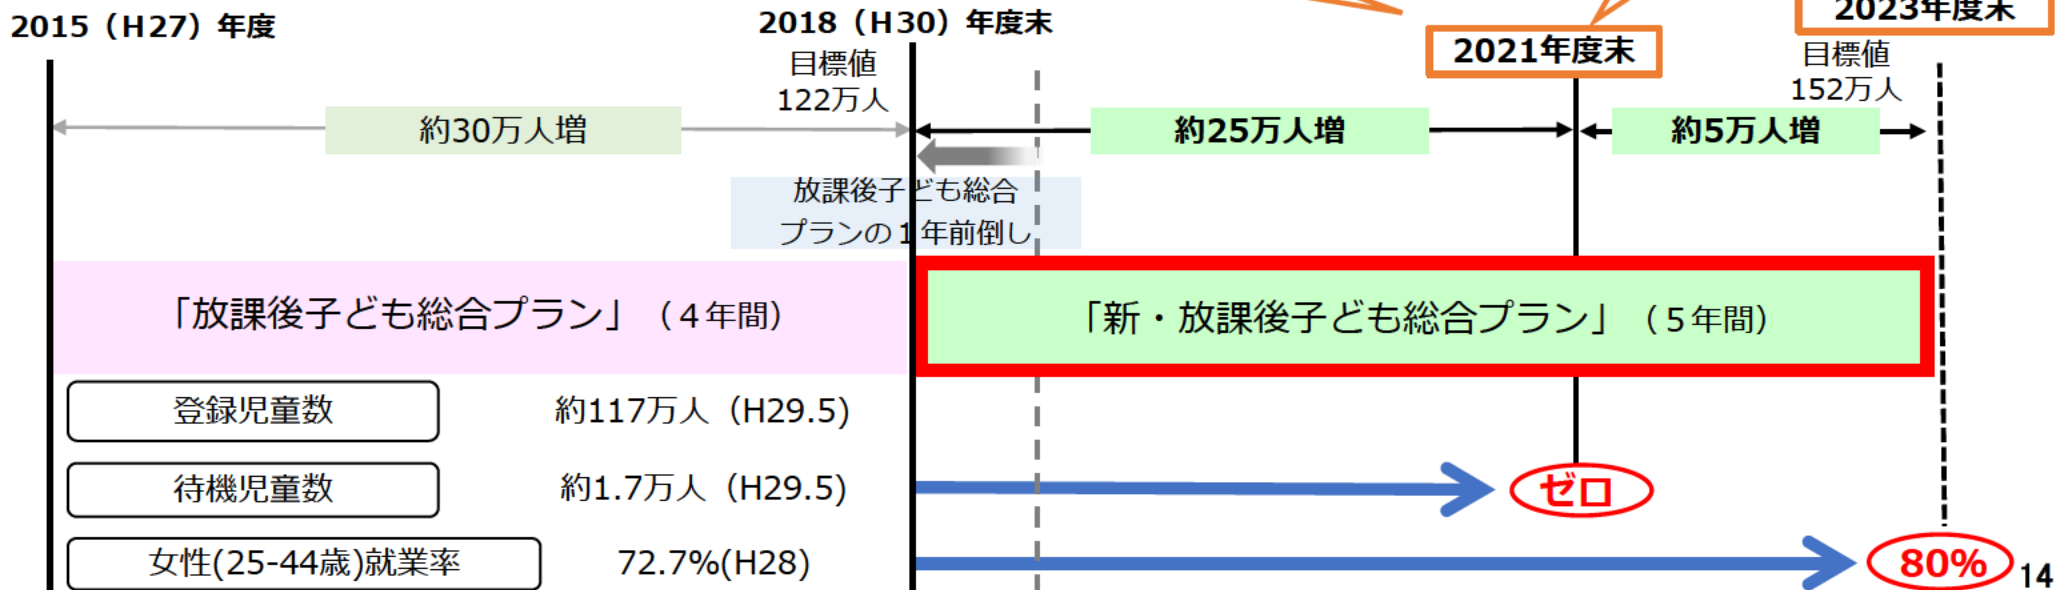 2015（H27）年度
2018（H30）年度末
目標値
122万人
2021年度末
2023年度末
目標値
152万人
約30万人増
約25万人増
約5万人増
放課後子ども総合
プランの１年前倒し
「放課後子ども総合プラン」（４年間）
「新・放課後子ども総合プラン」（５年間）
登録児童数 約117万人（H29.5)
待機児童数 約1.7万人（H29.5) ゼロ
女性(25-44歳)就業率 72.7%(H28) 80%
14